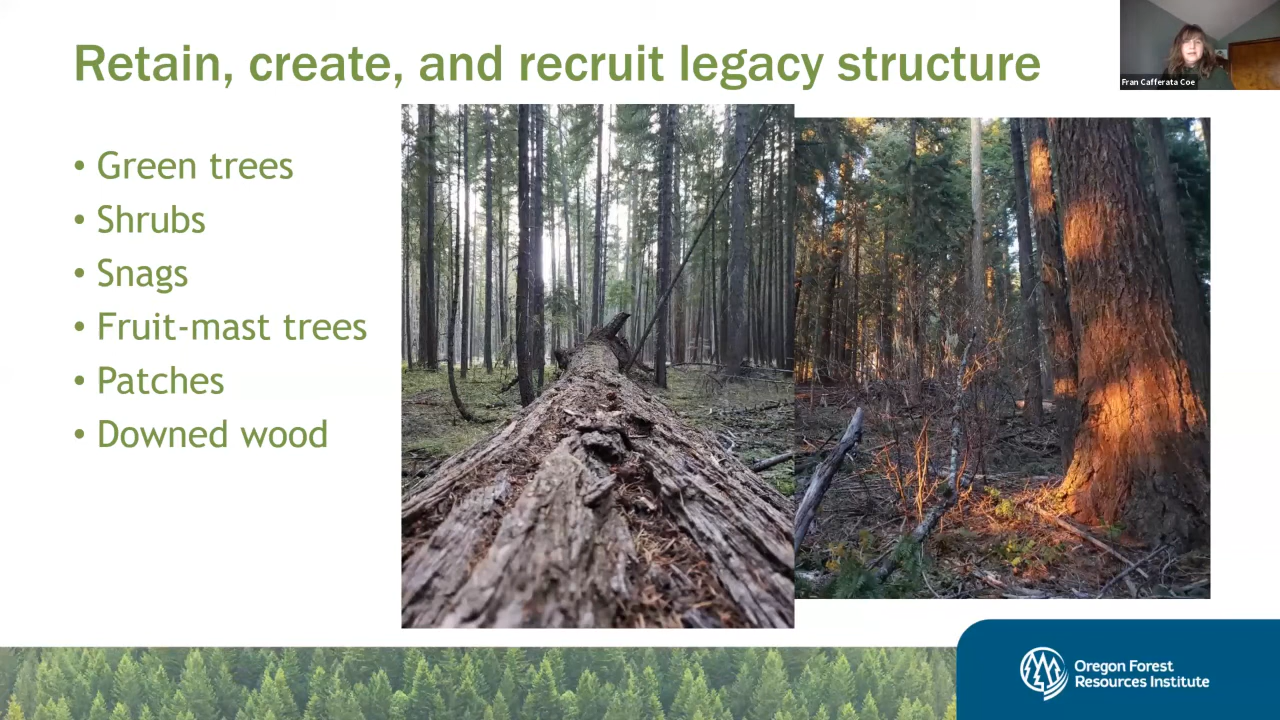 Retain, create, and recruit legacy structure
Fran Cafferata Coe
• Green trees
• Shrubs
• Snags
• Fruit-mast trees
• Patches
• Downed wood
Oregon Forest
Resources Institute